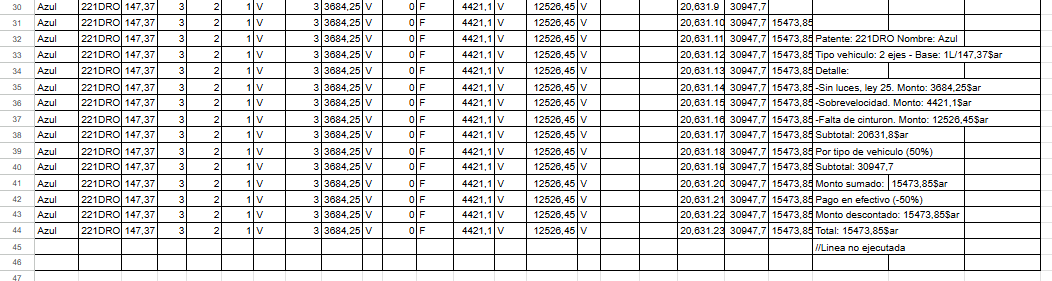 30 Azul 221DRO 147,37 3 2 1 V 3 3684,25 V 0 F 4421,1 V 12526,45 V 20,631.9 30947,7
31 Azul 221DRO 147,37 3 2 1 V 3 3684,25 V 0 F 4421,1 V 12526,45 V 20,631.10 30947,7 15473,85
32 Azul 221DRO 147,37 3 2 1 V 3 3684,25 V 0 F 4421,1 V 12526,45 V 20,631.11 30947,7 15473,85 Patente: 221DRO Nombre: Azul
33 Azul 221DRO 147,37 3 2 1 V 3 3684,25 V 0 F 4421,1 V 12526,45 V 20,631.12 30947,7 15473,85 Tipo vehiculo: 2 ejes - Base: 1L/147,37$ar
34 Azul 221DRO 147,37 3 2 1 V 3 3684,25 V 0 F 4421,1 V 12526,45 V 20,631.13 30947,7 15473,85 Detalle:
35 Azul 221DRO 147,37 3 2 1 V 3 3684,25 V 0 F 4421,1 V 12526,45 V 20,631.14 30947,7 15473,85 -Sin luces, ley 25. Monto: 3684,25$ar
36 Azul 221DRO 147,37 3 2 1 V 3 3684,25 V 0 F 4421,1 V 12526,45 V 20,631.15 30947,7 15473,85 -Sobrevelocidad. Monto: 4421,1$ar
37 Azul 221DRO 147,37 3 2 1 V 3 3684,25 V 0 F 4421,1 V 12526,45 V 20,631.16 30947,7 15473,85 -Falta de cinturon. Monto: 12526,45$ar
38 Azul 221DRO 147,37 3 2 1 V 3 3684,25 V 0 F 4421,1 V 12526,45 V 20,631.17 30947,7 15473,85 Subtotal: 20631,8$ar
39 Azul 221DRO 147,37 3 2 1 V 3 3684,25 V 0 F 4421,1 V 12526,45 V 20,631.18 30947,7 15473,85 Por tipo de vehiculo (50%)
40 Azul 221DRO 147,37 3 2 1 V 3 3684,25 V 0 F 4421,1 V 12526,45 V 20,631.19 30947,7 15473,85 Subtotal: 30947,7
41 Azul 221DRO 147,37 3 2 1 V 3 3684,25 V 0 F 4421,1 V 12526,45 V 20,631.20 30947,7 15473,85 Monto sumado: 15473,85$ar
42 Azul 221DRO 147,37 3 2 1 V 3 3684,25 V 0 F 4421,1 V 12526,45 V 20,631.21 30947,7 15473,85 Pago en efectivo (-50%)
43 Azul 221DRO 147,37 3 2 1 V 3 3684,25 V 0 F 4421,1 V 12526,45 V 20,631.22 30947,7 15473,85 Monto descontado: 15473,85$ar
44 Azul 221DRO 147,37 3 2 1 V 3 3684,25 V 0 F 4421,1 V 12526,45 V 20,631.23 30947,7 15473,85 Total: 15473,85$ar
45 //Linea no ejecutada
46
47